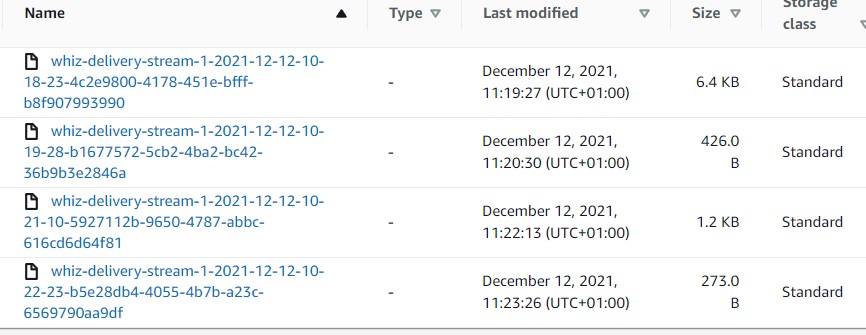 Storage
Name Type Last modified Size class
whiz-delivery-stream-1-2021-12-12-10-
18-23-4c2e9800-4178-451e-bfff-
b8f907993990
-
December 12, 2021,
11:19:27 (UTC+01:00)
6.4 KB
Standard
whiz-delivery-stream-1-2021-12-12-10-
19-28-b1677572-5cb2-4ba2-bc42-
36b9b3e2846a
-
December 12, 2021,
11:20:30 (UTC+01:00)
426.0
B
Standard
whiz-delivery-stream-1-2021-12-12-10-
21-10-5927112b-9650-4787-abbc-
616cd6d64f81
-
December 12, 2021,
11:22:13 (UTC+01:00)
1.2 KB
Standard
whiz-delivery-stream-1-2021-12-12-10-
22-23-b5e28db4-4055-4b7b-a23c-
6569790aa9df
-
December 12, 2021,
11:23:26 (UTC+01:00)
273.0
B
Standard